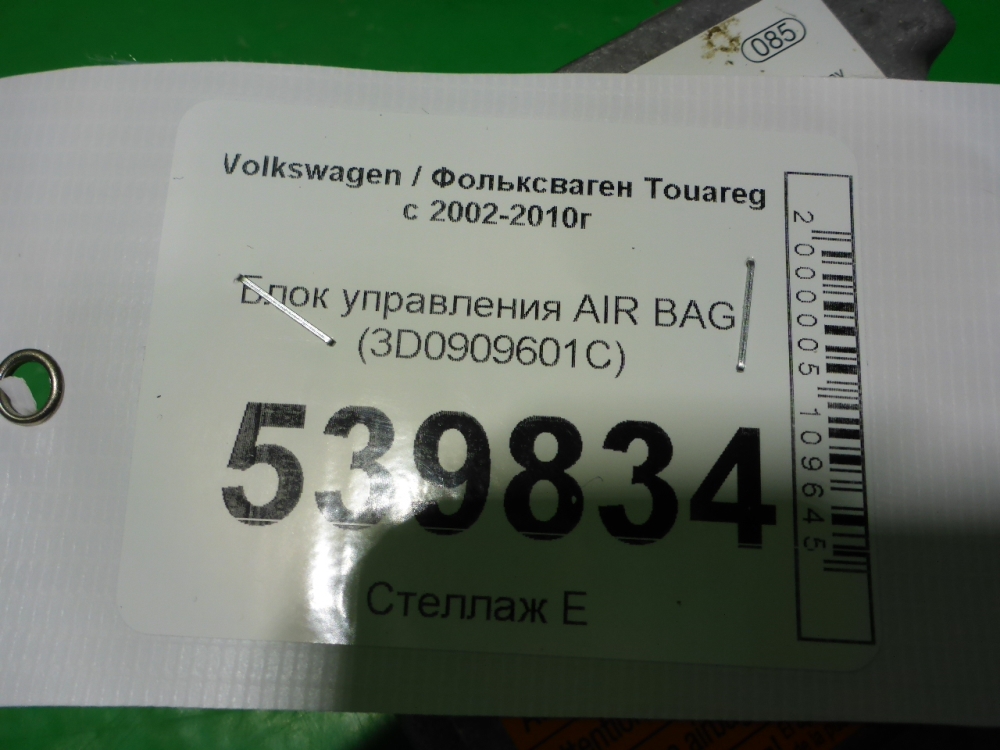 085
Volkswagen / Фольксваген Touareg
с 2002-2010г
Блок управления AIR BAG
(3D0909601C)
539834
Стеллаж Е
2000005109645